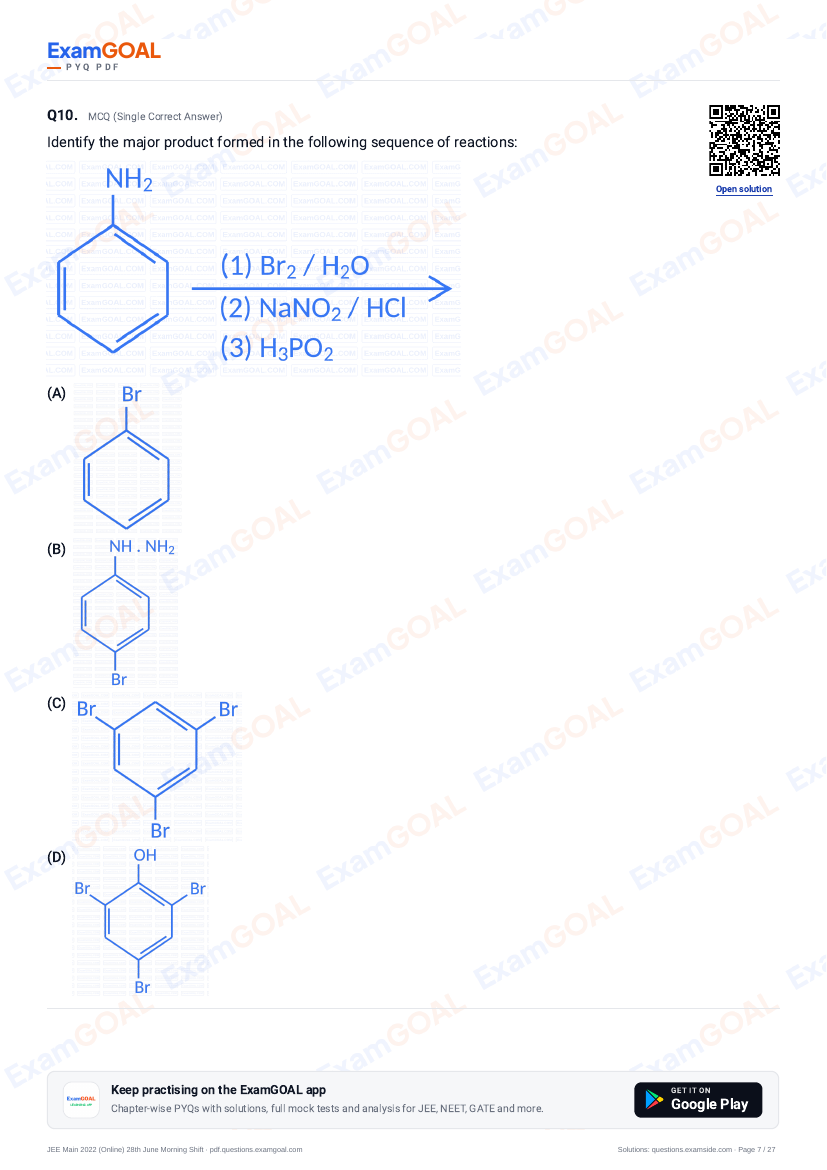 ExamGOAL
PYQ PDF
Q10. MCQ (Single Correct Answer)
Identify the major product formed in the following sequence of reactions:
Open solution
NH2
(1) Br2 / H2O
(2) NaNO2 / HCl
(3) H3PO2
(A)
Br
(B)
NH . NH2
Br
(C)
Br Br
Br
(D)
OH
Br Br
Br
ExamGOAL
Keep practising on the ExamGOAL app
Chapter-wise PYQs with solutions, full mock tests and analysis for JEE, NEET, GATE and more.
GET IT ON
Google Play
JEE Main 2022 (Online) 28th June Morning Shift · pdf.questions.examgoal.com
Solutions: questions.examside.com · Page 7 / 27